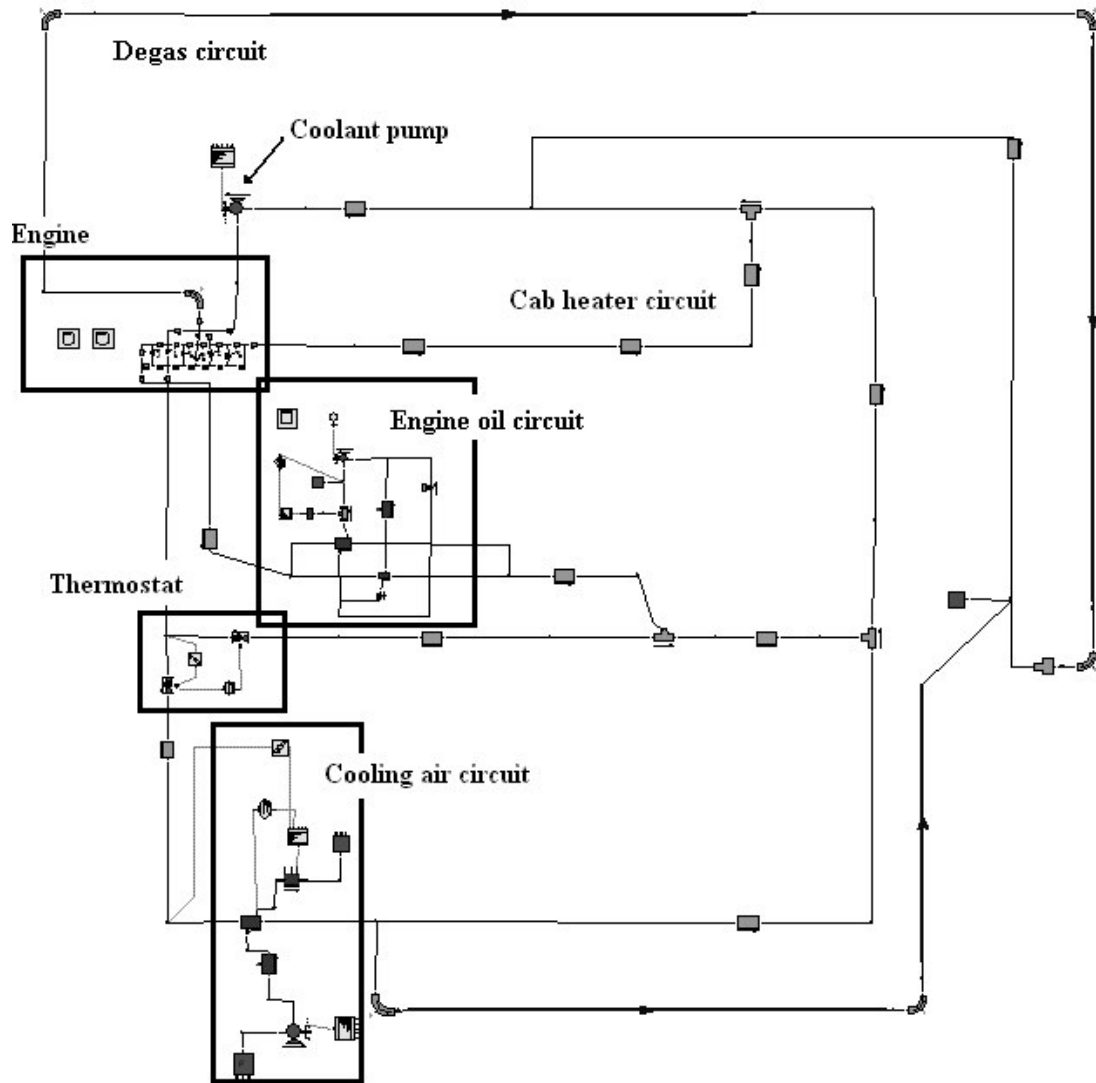 Degas circuit
Coolant pump
Engine
Cab heater circuit
Engine oil circuit
Thermostat
Cooling air circuit